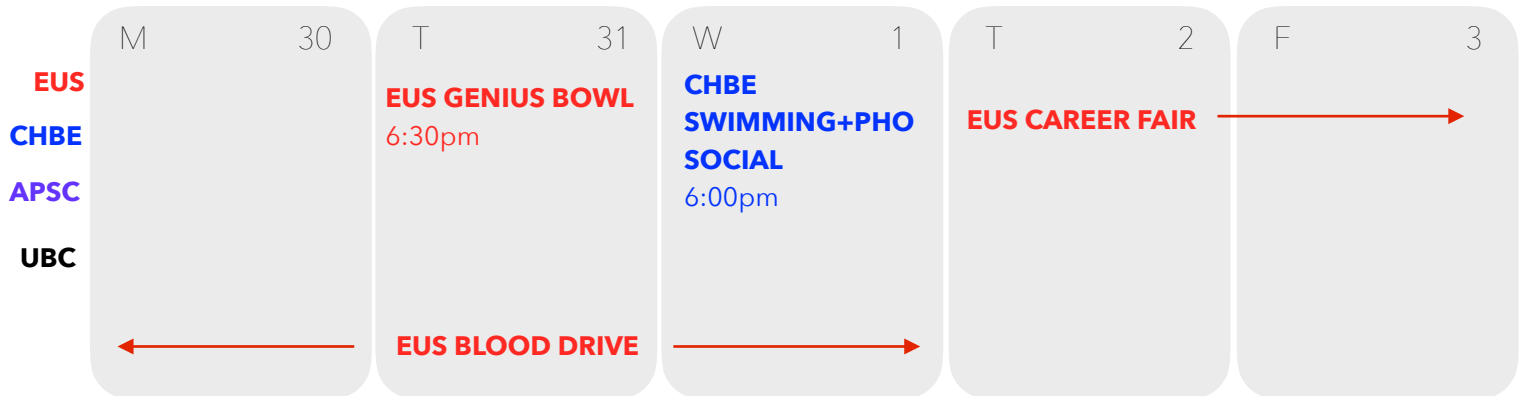 M 30 T 31 W 1 T 2 F 3
EUS
CHBE
APSC
UBC
EUS GENIUS BOWL
6:30pm
CHBE
SWIMMING+PHO
SOCIAL
6:00pm
EUS CAREER FAIR
EUS BLOOD DRIVE